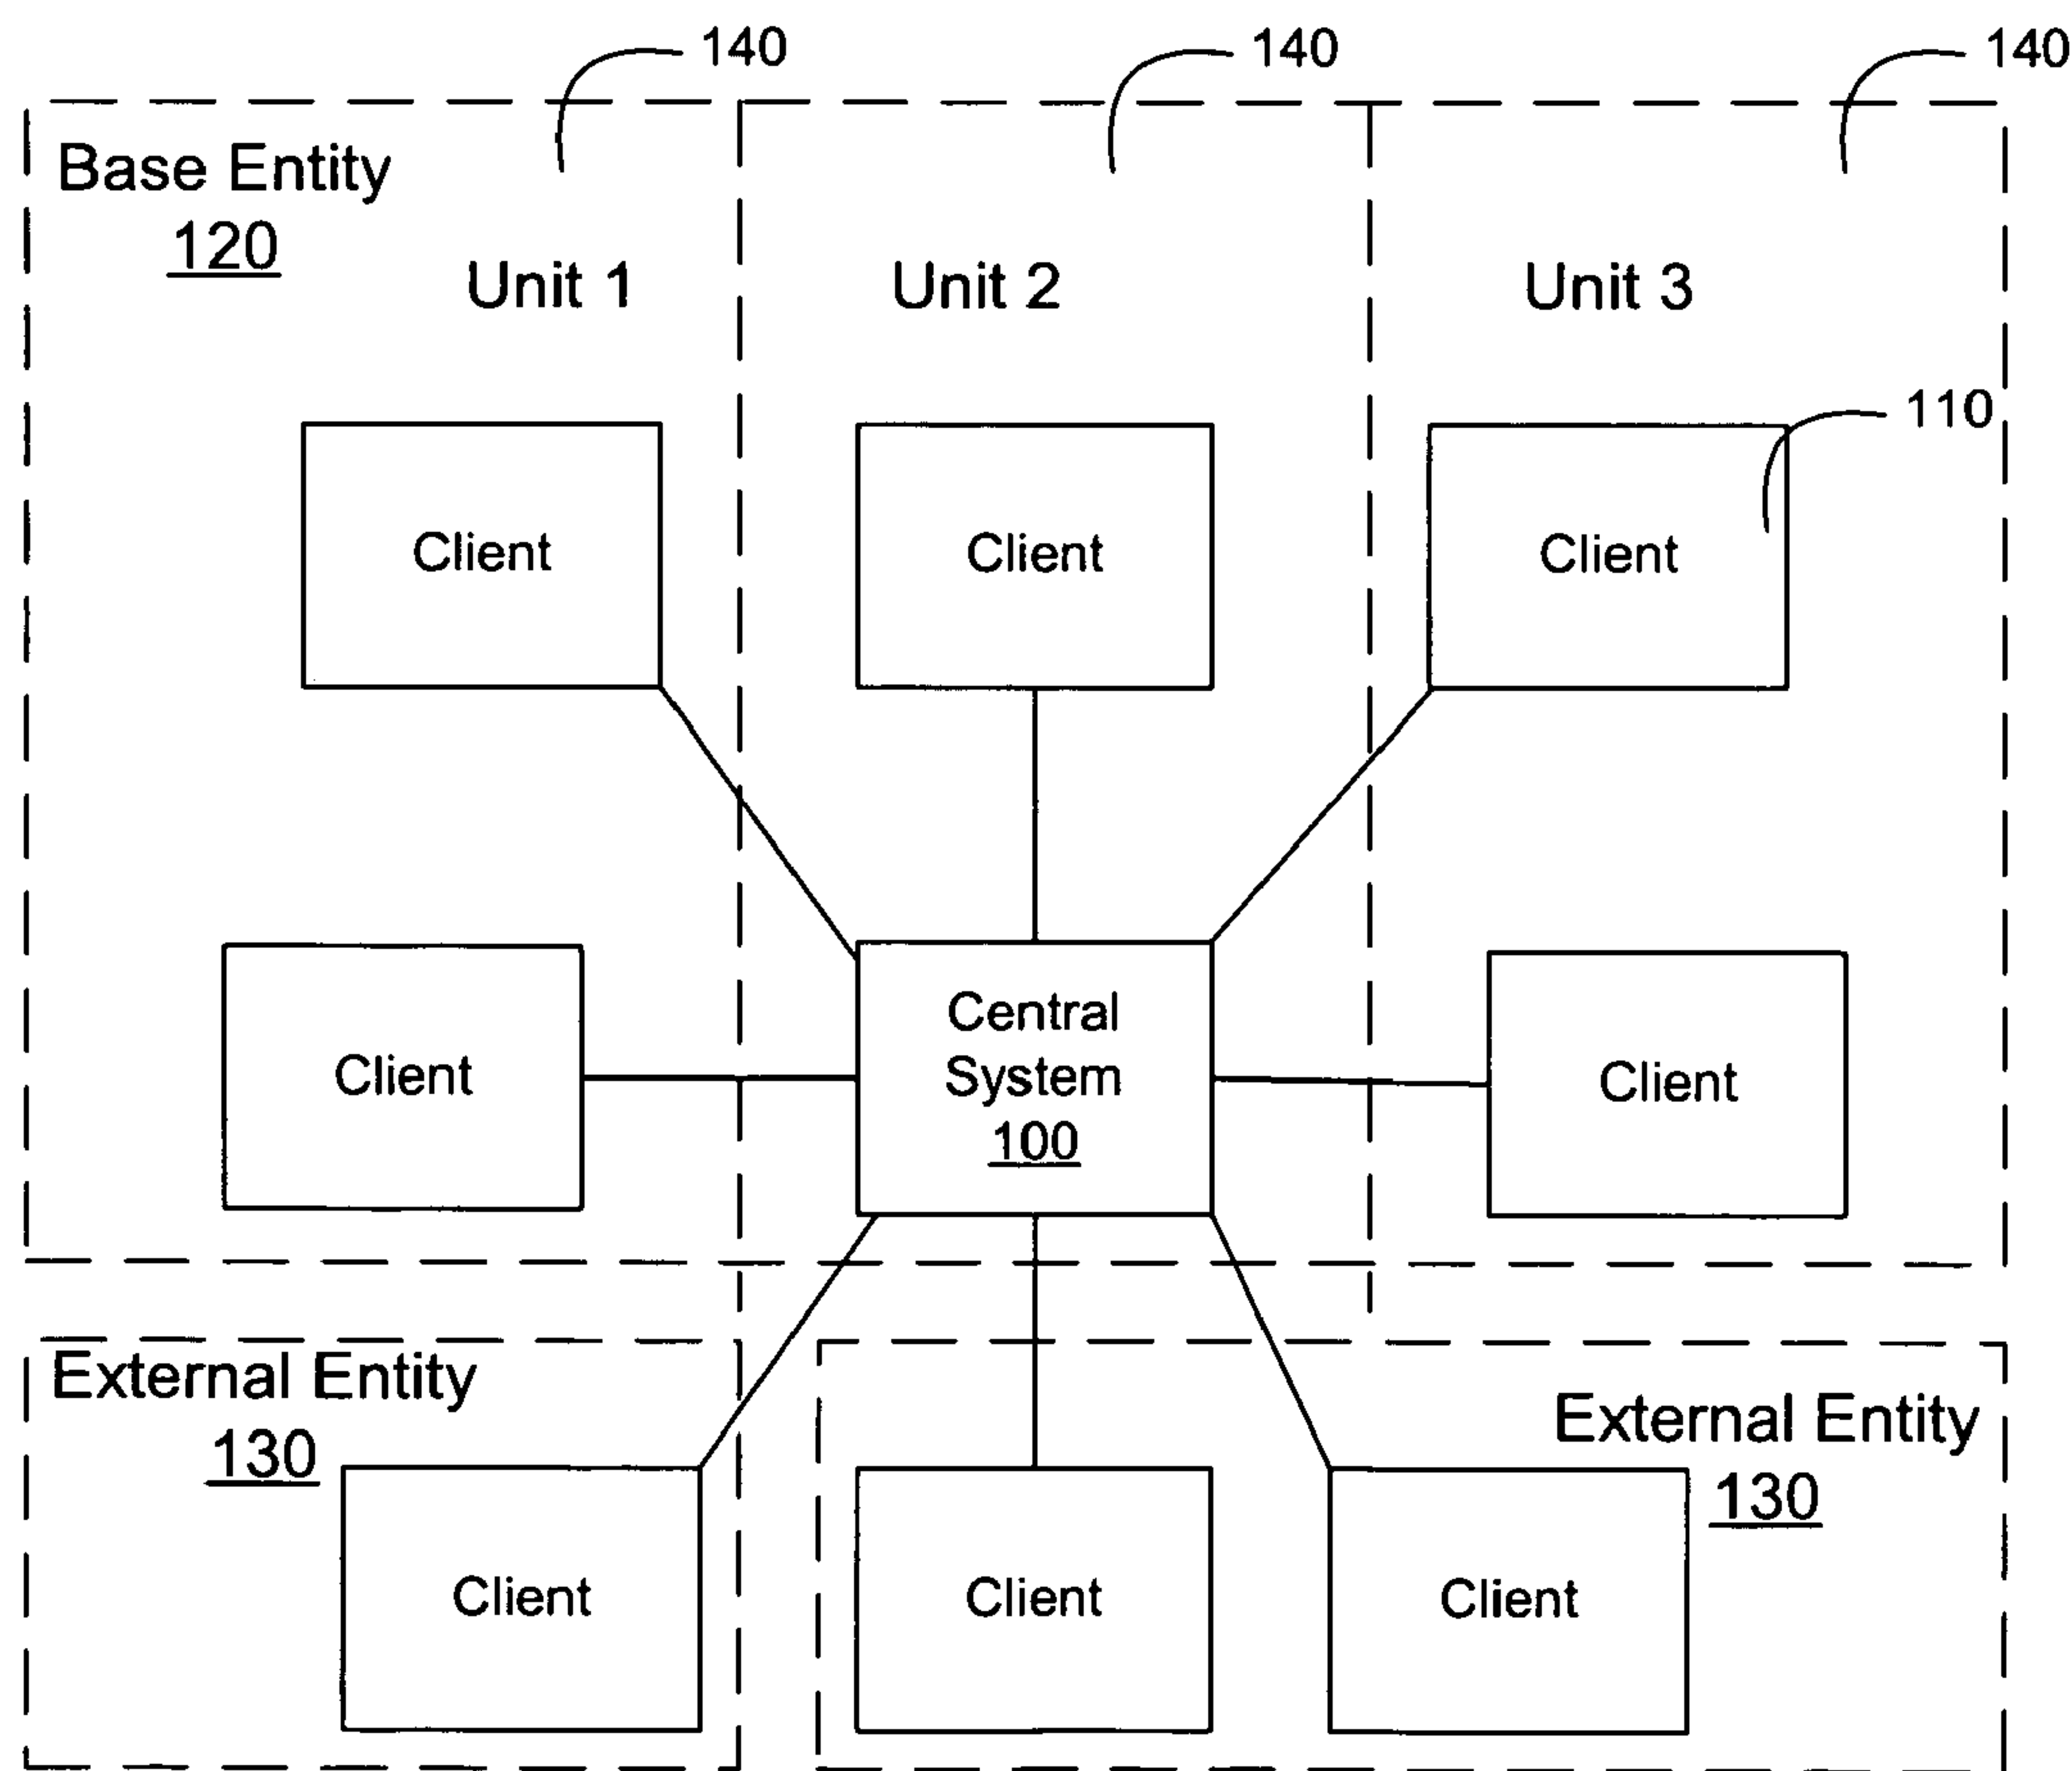 140
140
140
Base Entity
120
Unit 1
Unit 2
Unit 3
110
Client
Client
Client
Client
Central
System
100
Client
External Entity
130
External Entity
130
Client
Client
Client